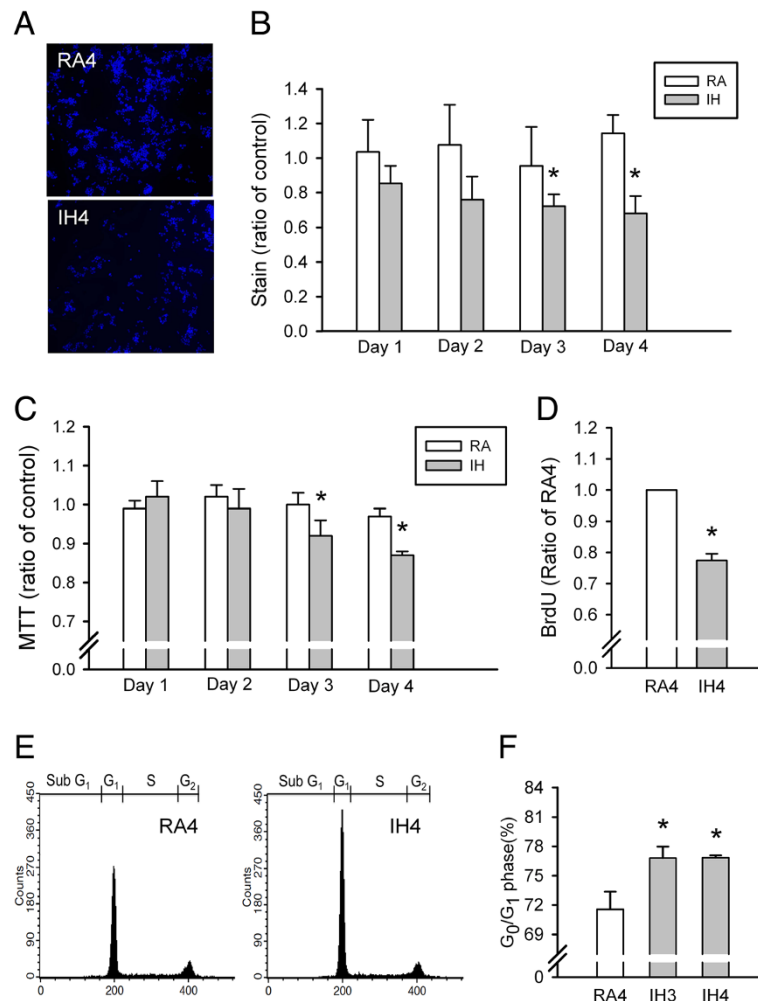 A
RA4
IH4
B
Stain (ratio of control)
1.4
1.2
1.0
0.8
0.6
0.4
0.2
0.0
RA
IH
*
*
Day 1 Day 2 Day 3 Day 4
C
MTT (ratio of control)
1.2
1.1
1.0
0.9
0.8
0.7
0.0
RA
IH
*
*
Day 1 Day 2 Day 3 Day 4
D
BrdU (Ratio of RA4)
1.2
1.1
1.0
0.9
0.8
0.7
0.6
0.0
*
RA4 IH4
E
Sub G₁ G₁ S G₂
RA4
Counts
450
360
270
180
90
0
0 200 400
Sub G₁ G₁ S G₂
IH4
Counts
450
360
270
180
90
0
0 200 400
F
G₀/G₁ phase(%)
84
81
78
75
72
69
0
*
*
RA4 IH3 IH4